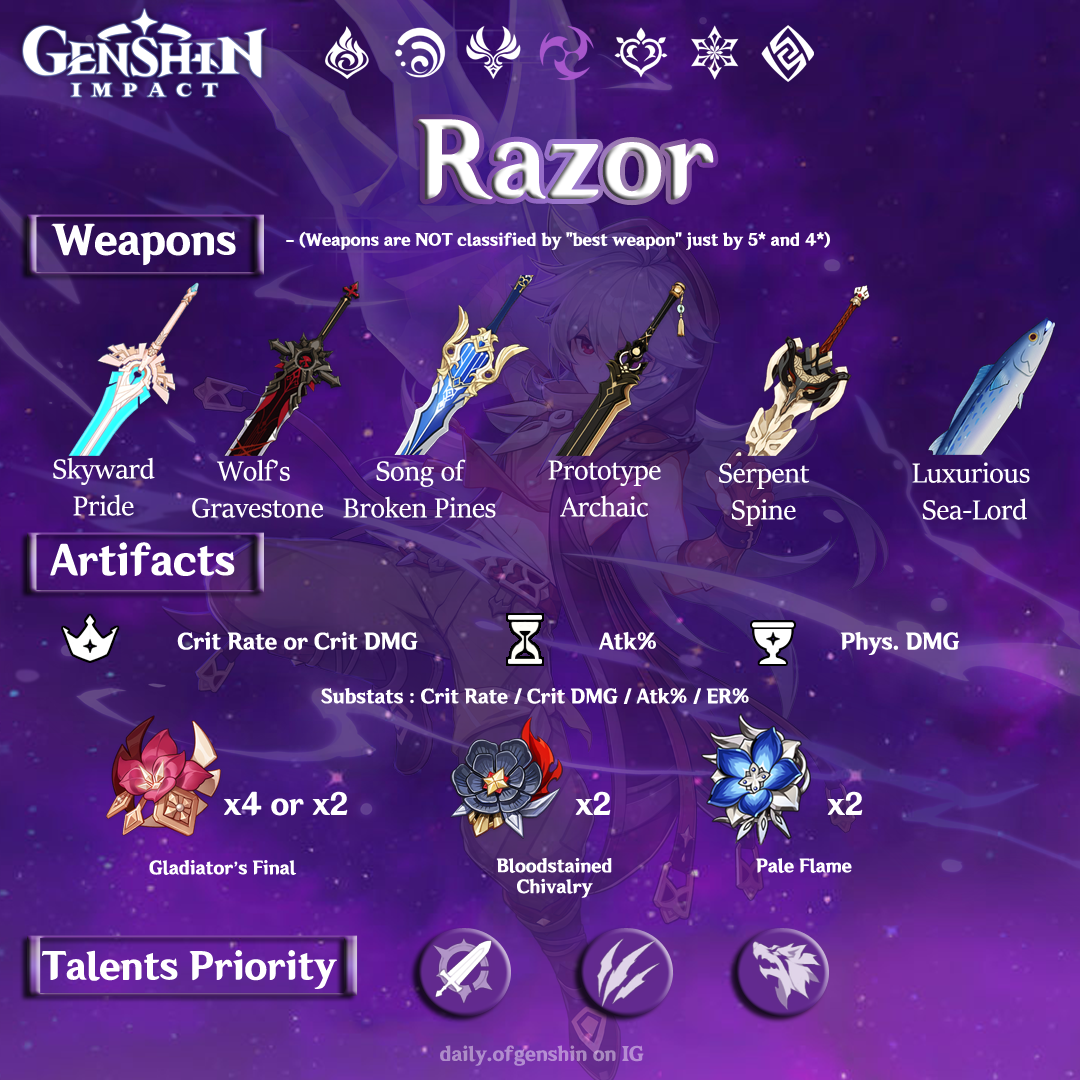 GENSHIN
IMPACT
Razor
Weapons
- (Weapons are NOT classified by "best weapon" just by 5* and 4*)
Skyward
Pride
Wolf's
Gravestone
Song of
Broken Pines
Prototype
Archaic
Serpent
Spine
Luxurious
Sea-Lord
Artifacts
Crit Rate or Crit DMG
Atk%
Phys. DMG
Substats : Crit Rate / Crit DMG / Atk% / ER%
x4 or x2
x2
x2
Gladiator's Final
Bloodstained
Chivalry
Pale Flame
Talents Priority
daily.ofgenshin on IG